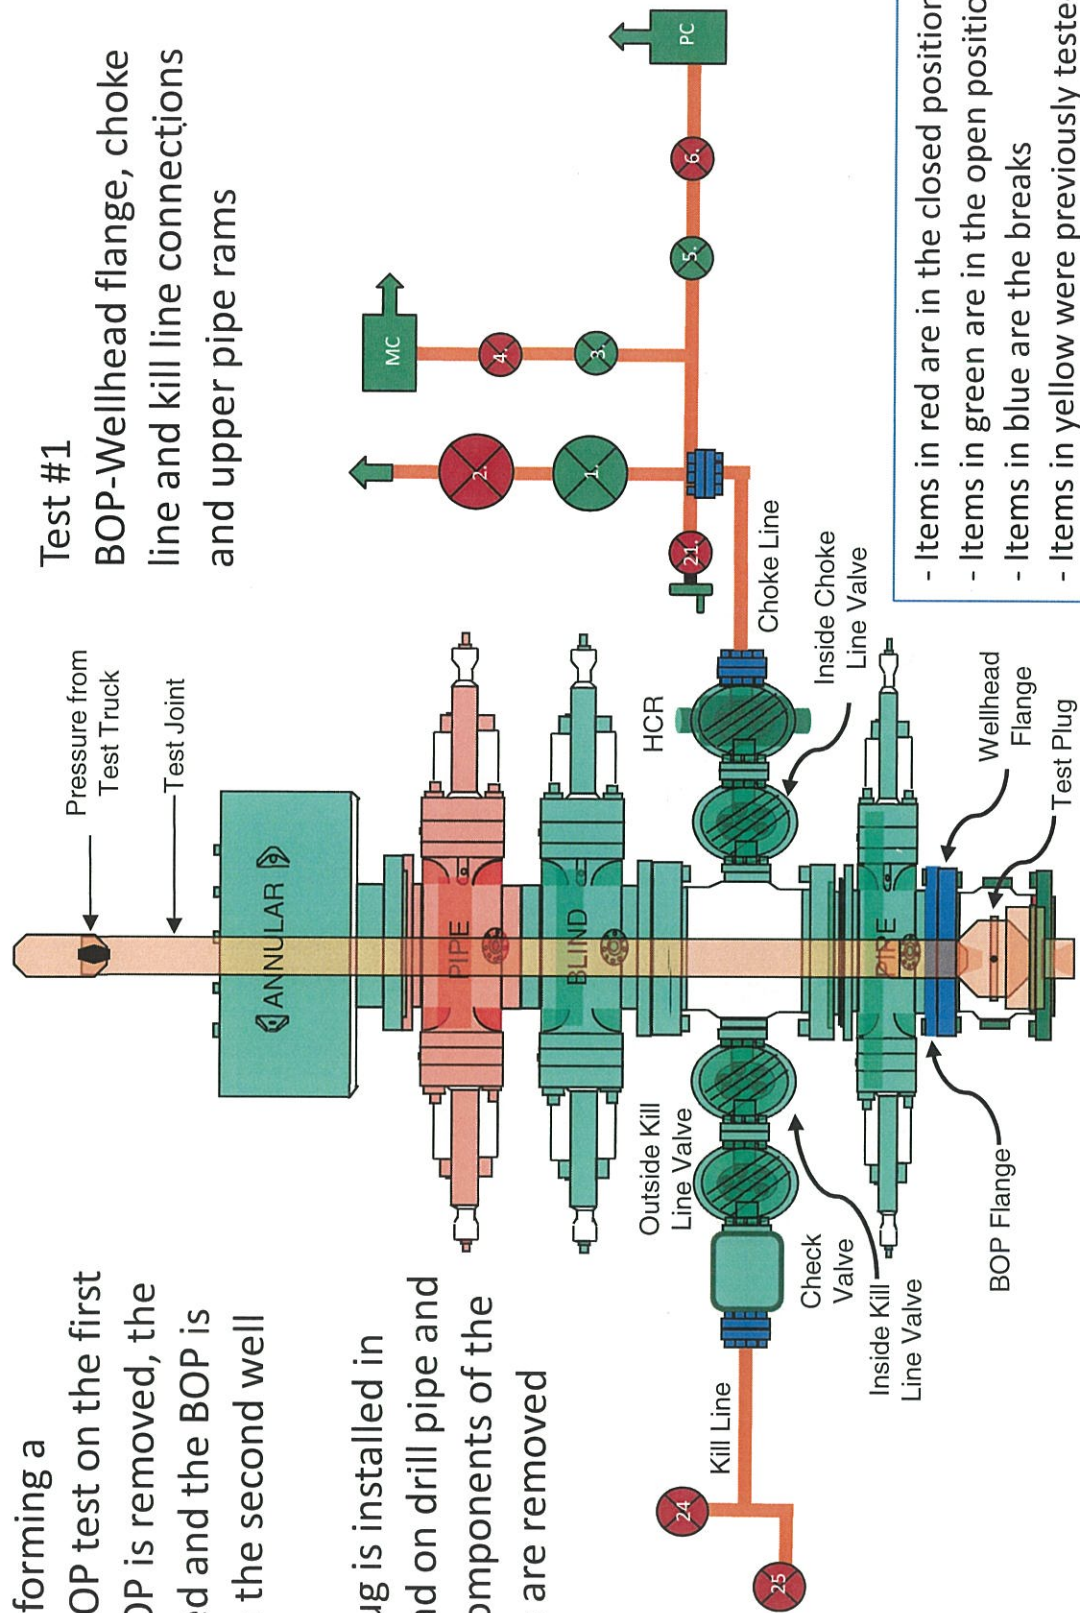 forming a
OP test on the first
OP is removed, the
ed and the BOP is
the second well
ug is installed in
nd on drill pipe and
omponents of the
are removed
Test #1
BOP-Wellhead flange, choke
line and kill line connections
and upper pipe rams
Pressure from
Test Truck
Test Joint
ANNULAR
PIPE
BLIND
PIPE
Outside Kill
Line Valve
Check
Valve
Inside Kill
Line Valve
Kill Line
24
25
BOP Flange
HCR
Choke Line
Inside Choke
Line Valve
Wellhead
Flange
Test Plug
MC
PC
1.
2.
3.
4.
5.
6.
21.
- Items in red are in the closed position
- Items in green are in the open positio
- Items in blue are the breaks
- Items in yellow were previously teste